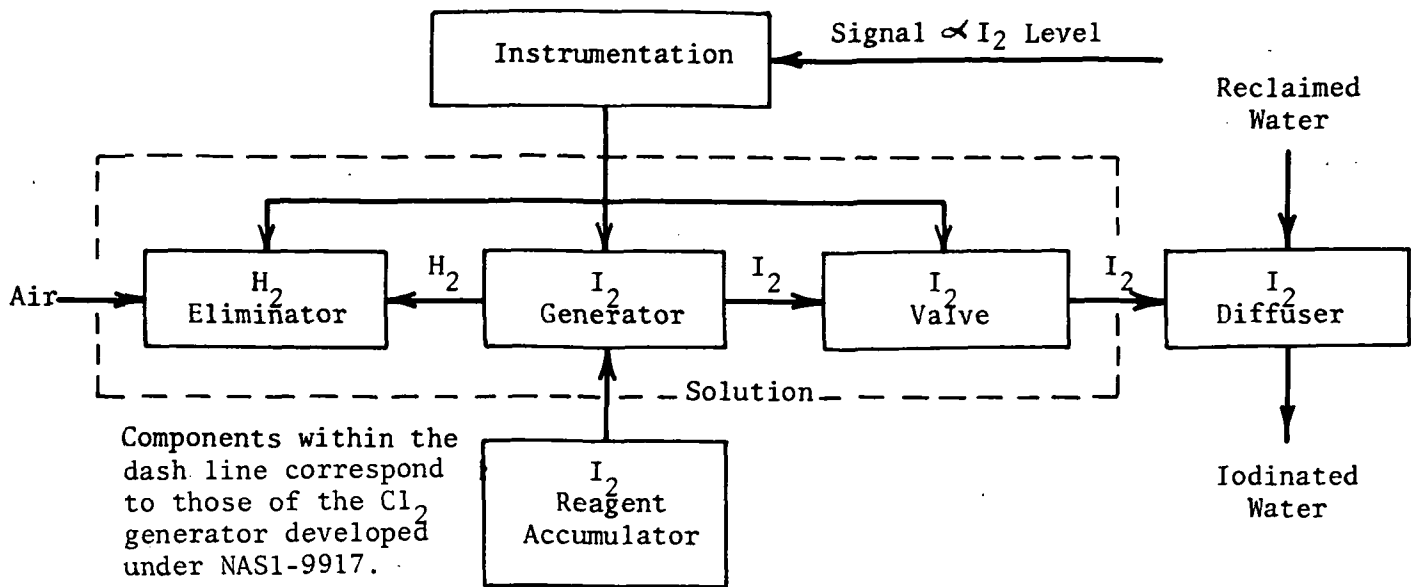 Instrumentation
Signal ∝ I2 Level
Reclaimed
Water
Air
H2
Eliminator
H2
I2
Generator
I2
I2
Valve
I2
I2
Diffuser
Solution
I2
Reagent
Accumulator
Components within the
dash line correspond
to those of the Cl2
generator developed
under NAS1-9917.
Iodinated
Water